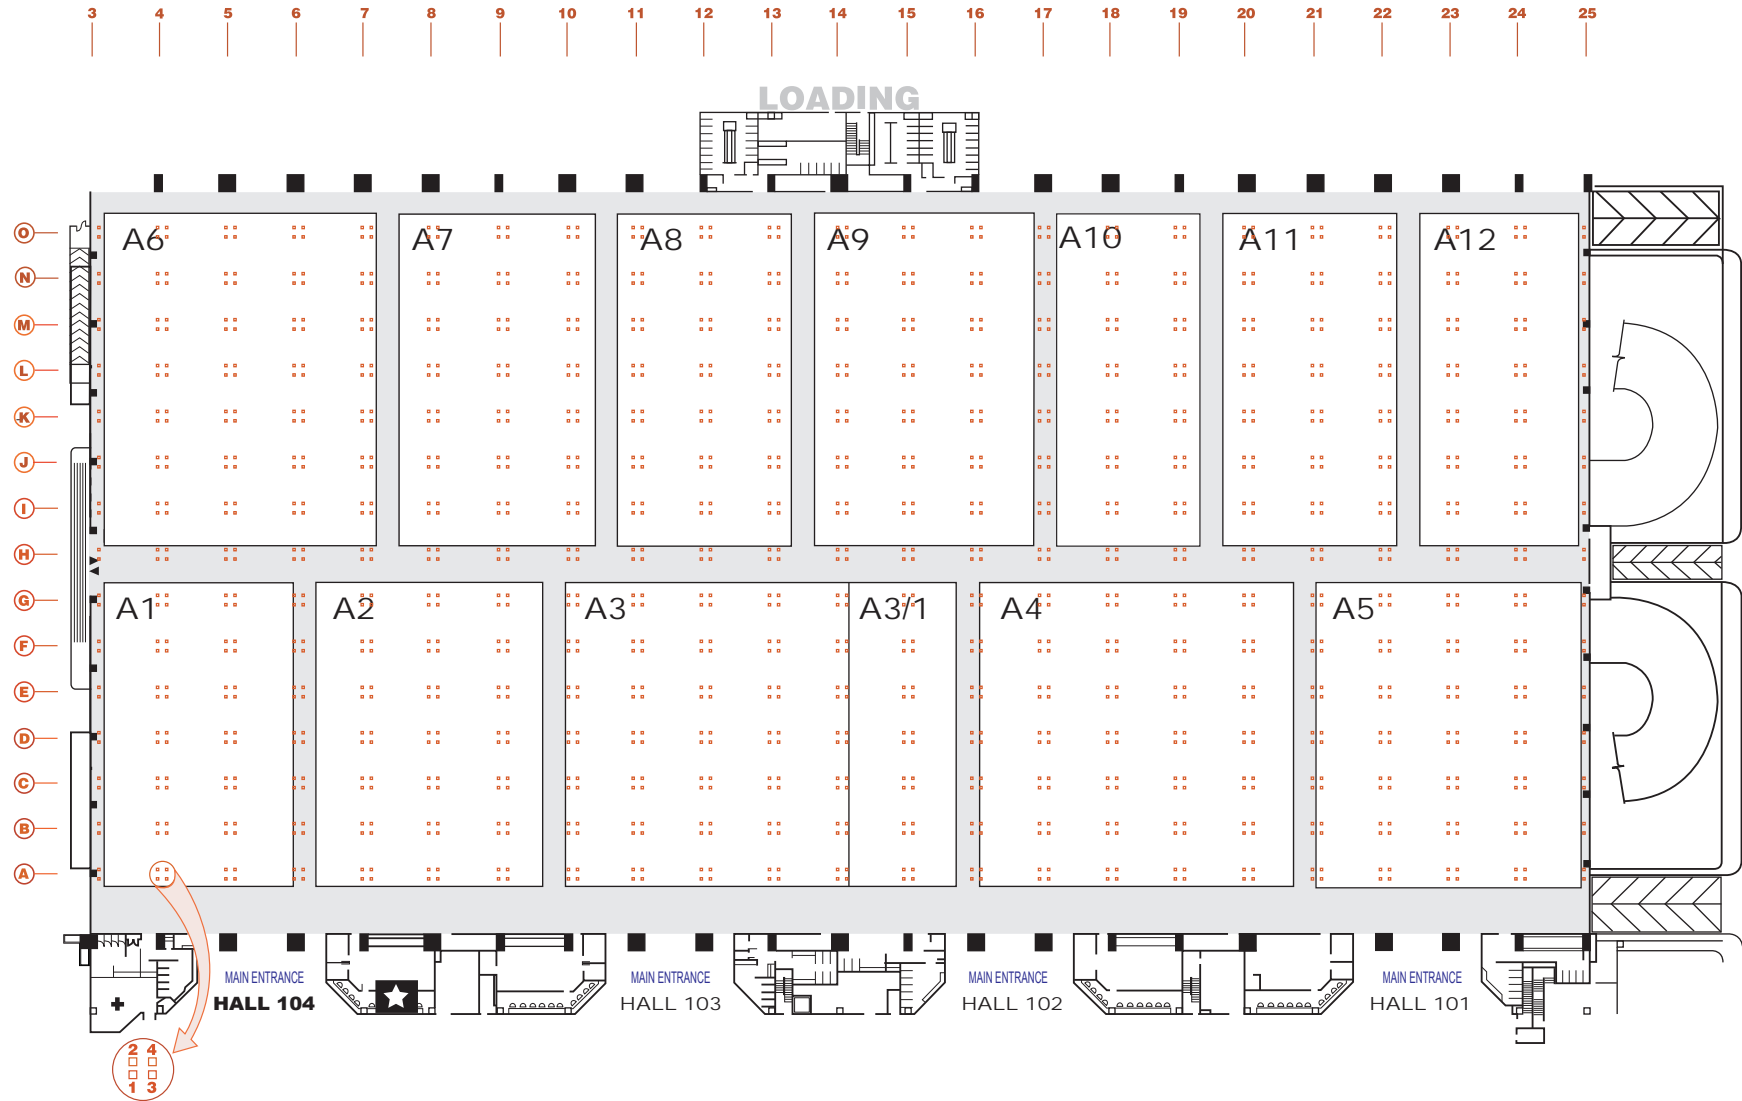 3 4 5 6 7 8 9 10 11 12 13 14 15 16 17 18 19 20 21 22 23 24 25
LOADING
O
A6 A7 A8 A9 A10 A11 A12
N
M
L
K
J
I
H
G
A1 A2 A3 A3/1 A4 A5
F
E
D
C
B
A
MAIN ENTRANCE MAIN ENTRANCE MAIN ENTRANCE MAIN ENTRANCE
HALL 104 HALL 103 HALL 102 HALL 101
2 4
1 3